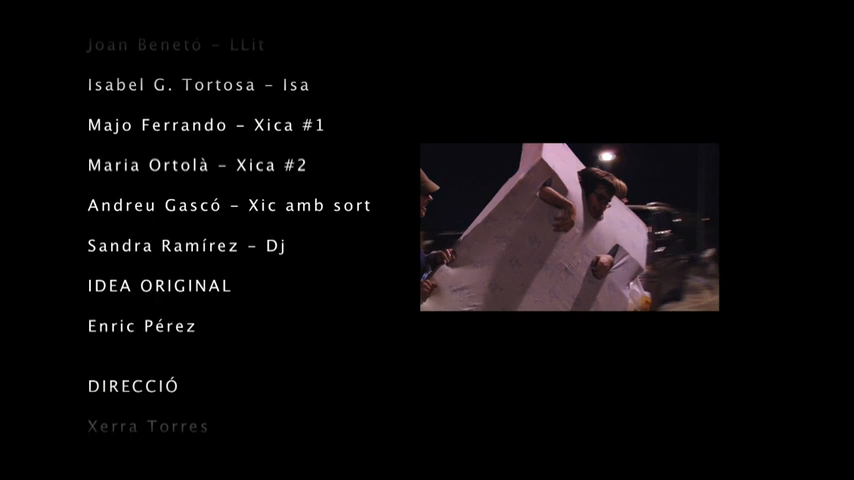 Joan Benetó – LLit
Isabel G. Tortosa – Isa
Majo Ferrando – Xica #1
Maria Ortolà – Xica #2
Andreu Gascó – Xic amb sort
Sandra Ramírez – Dj
IDEA ORIGINAL
Enric Pérez
DIRECCIÓ
Xerra Torres